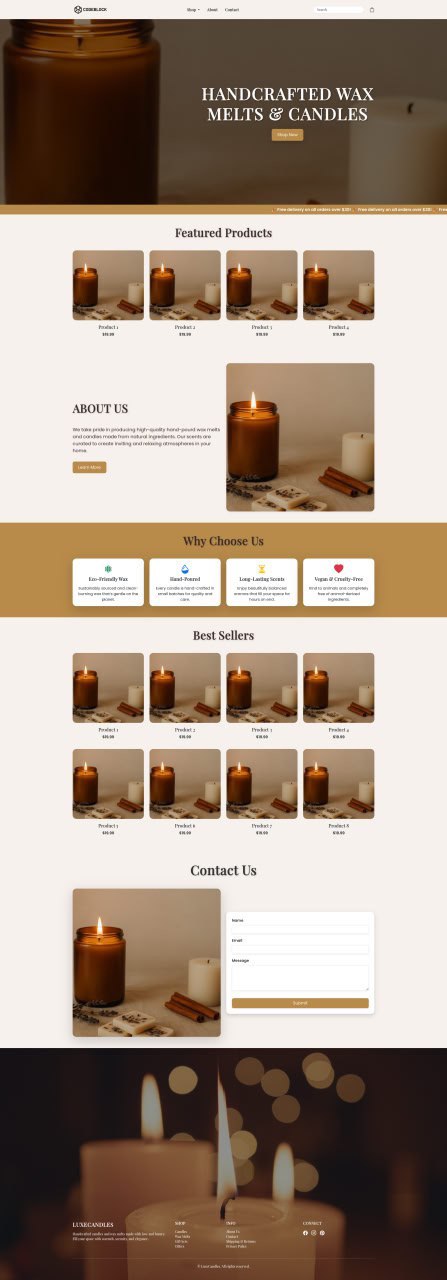 CODEBLOCK
Shop About Contact
Search
HANDCRAFTED WAX
MELTS & CANDLES
Shop Now
Free delivery on all orders over $30! Free delivery on all orders over $30! Free
Featured Products
Product 1 Product 2 Product 3 Product 4
$19.99 $19.99 $19.99 $19.99
ABOUT US
We take pride in producing high-quality hand-poured wax melts
and candles made from natural ingredients. Our scents are
curated to create inviting and relaxing atmospheres in your
home.
Learn More
Why Choose Us
Eco-Friendly Wax
Sustainably sourced and clean-
burning wax that's gentle on the
planet.
Hand-Poured
Every candle is hand-crafted in
small batches for quality and
care.
Long-Lasting Scents
Enjoy beautifully balanced
aromas that fill your space for
hours on end.
Vegan & Cruelty-Free
Kind to animals and completely
free of animal-derived
ingredients.
Best Sellers
Product 1 Product 2 Product 3 Product 4
$19.99 $19.99 $19.99 $19.99
Product 5 Product 6 Product 7 Product 8
$19.99 $19.99 $19.99 $19.99
Contact Us
Name
Email
Message
Submit
LUXECANDLES
Handcrafted candles and wax melts made with love and luxury.
Fill your space with warmth, serenity, and elegance.
SHOP
Candles
Wax Melts
Gift Sets
Offers
INFO
About Us
Contact
Shipping & Returns
Privacy Policy
CONNECT
LuxeCandles. All rights reserved.